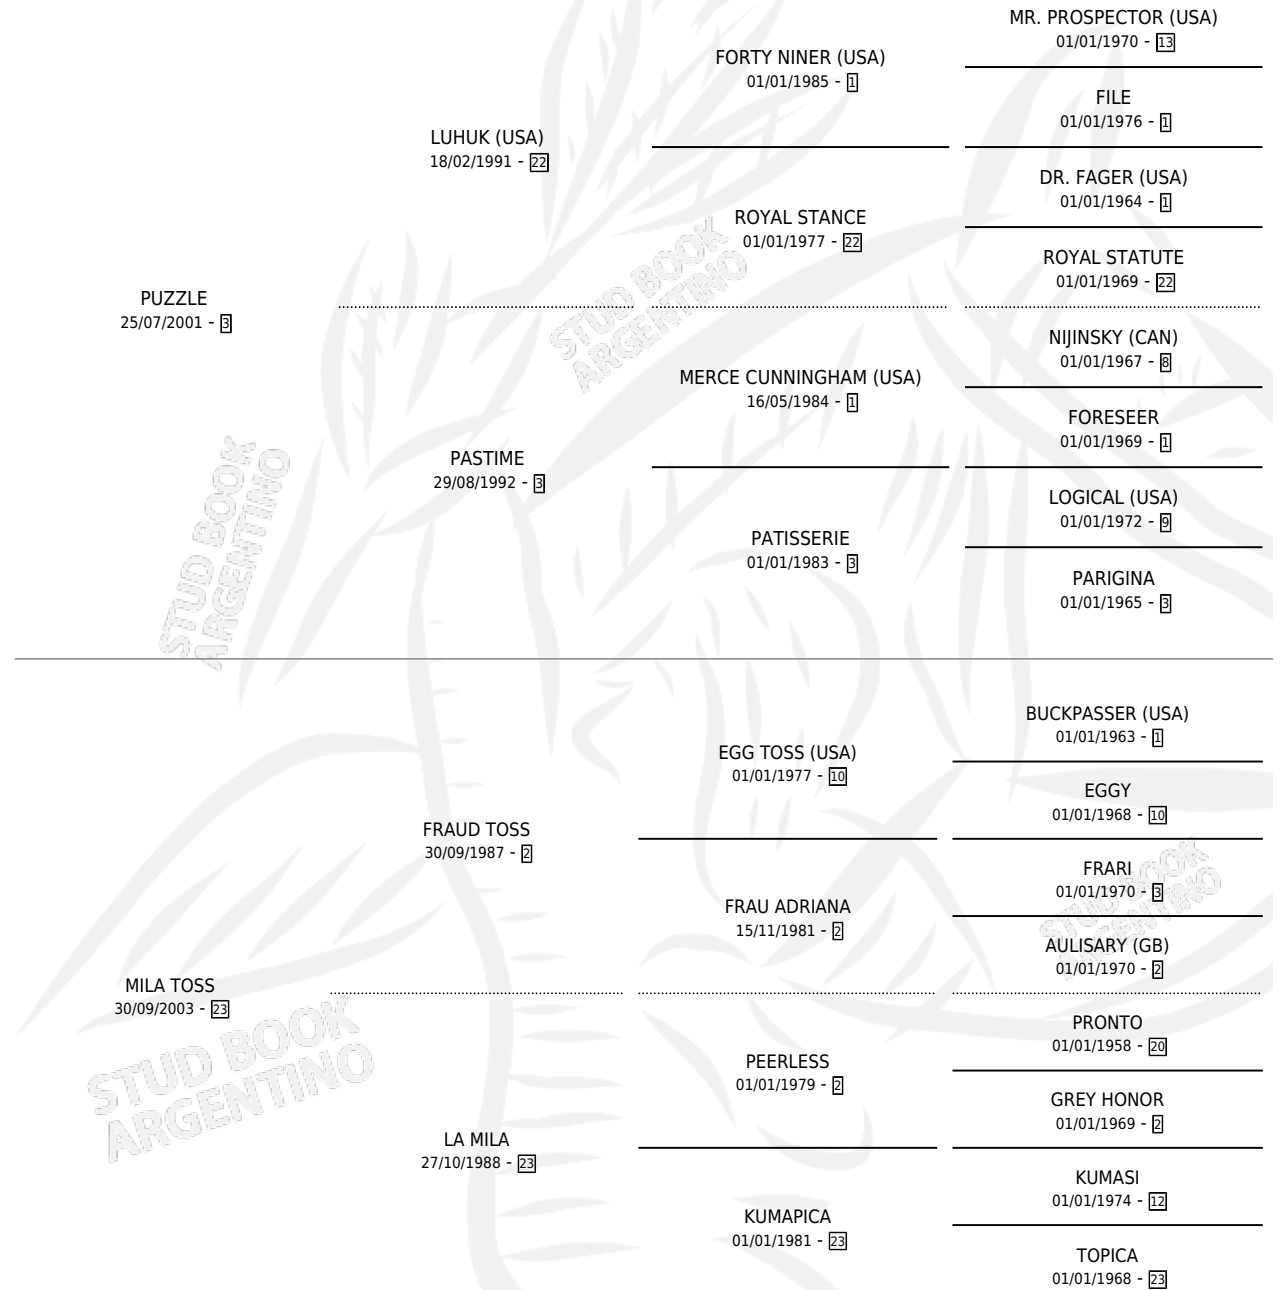 MR. PROSPECTOR (USA)
01/01/1970 - 13
FORTY NINER (USA)
01/01/1985 - 1
FILE
01/01/1976 - 1
LUHUK (USA)
18/02/1991 - 22
DR. FAGER (USA)
01/01/1964 - 1
ROYAL STANCE
01/01/1977 - 22
ROYAL STATUTE
01/01/1969 - 22
PUZZLE
25/07/2001 - 3
NIJINSKY (CAN)
01/01/1967 - 8
MERCE CUNNINGHAM (USA)
16/05/1984 - 1
FORESEER
01/01/1969 - 1
PASTIME
29/08/1992 - 3
LOGICAL (USA)
01/01/1972 - 9
PATISSERIE
01/01/1983 - 3
PARIGINA
01/01/1965 - 3
STUD BOOK
ARGENTINO
STUD BOOK
ARGENTINO
BUCKPASSER (USA)
01/01/1963 - 1
EGG TOSS (USA)
01/01/1977 - 10
EGGY
01/01/1968 - 10
FRAUD TOSS
30/09/1987 - 2
FRARI
01/01/1970 - 3
FRAU ADRIANA
15/11/1981 - 2
AULISARY (GB)
01/01/1970 - 2
STUD BOOK
ARGENTINO
MILA TOSS
30/09/2003 - 23
PRONTO
01/01/1958 - 20
PEERLESS
01/01/1979 - 2
GREY HONOR
01/01/1969 - 2
LA MILA
27/10/1988 - 23
KUMASI
01/01/1974 - 12
KUMAPICA
01/01/1981 - 23
TOPICA
01/01/1968 - 23
STUD BOOK
ARGENTINO